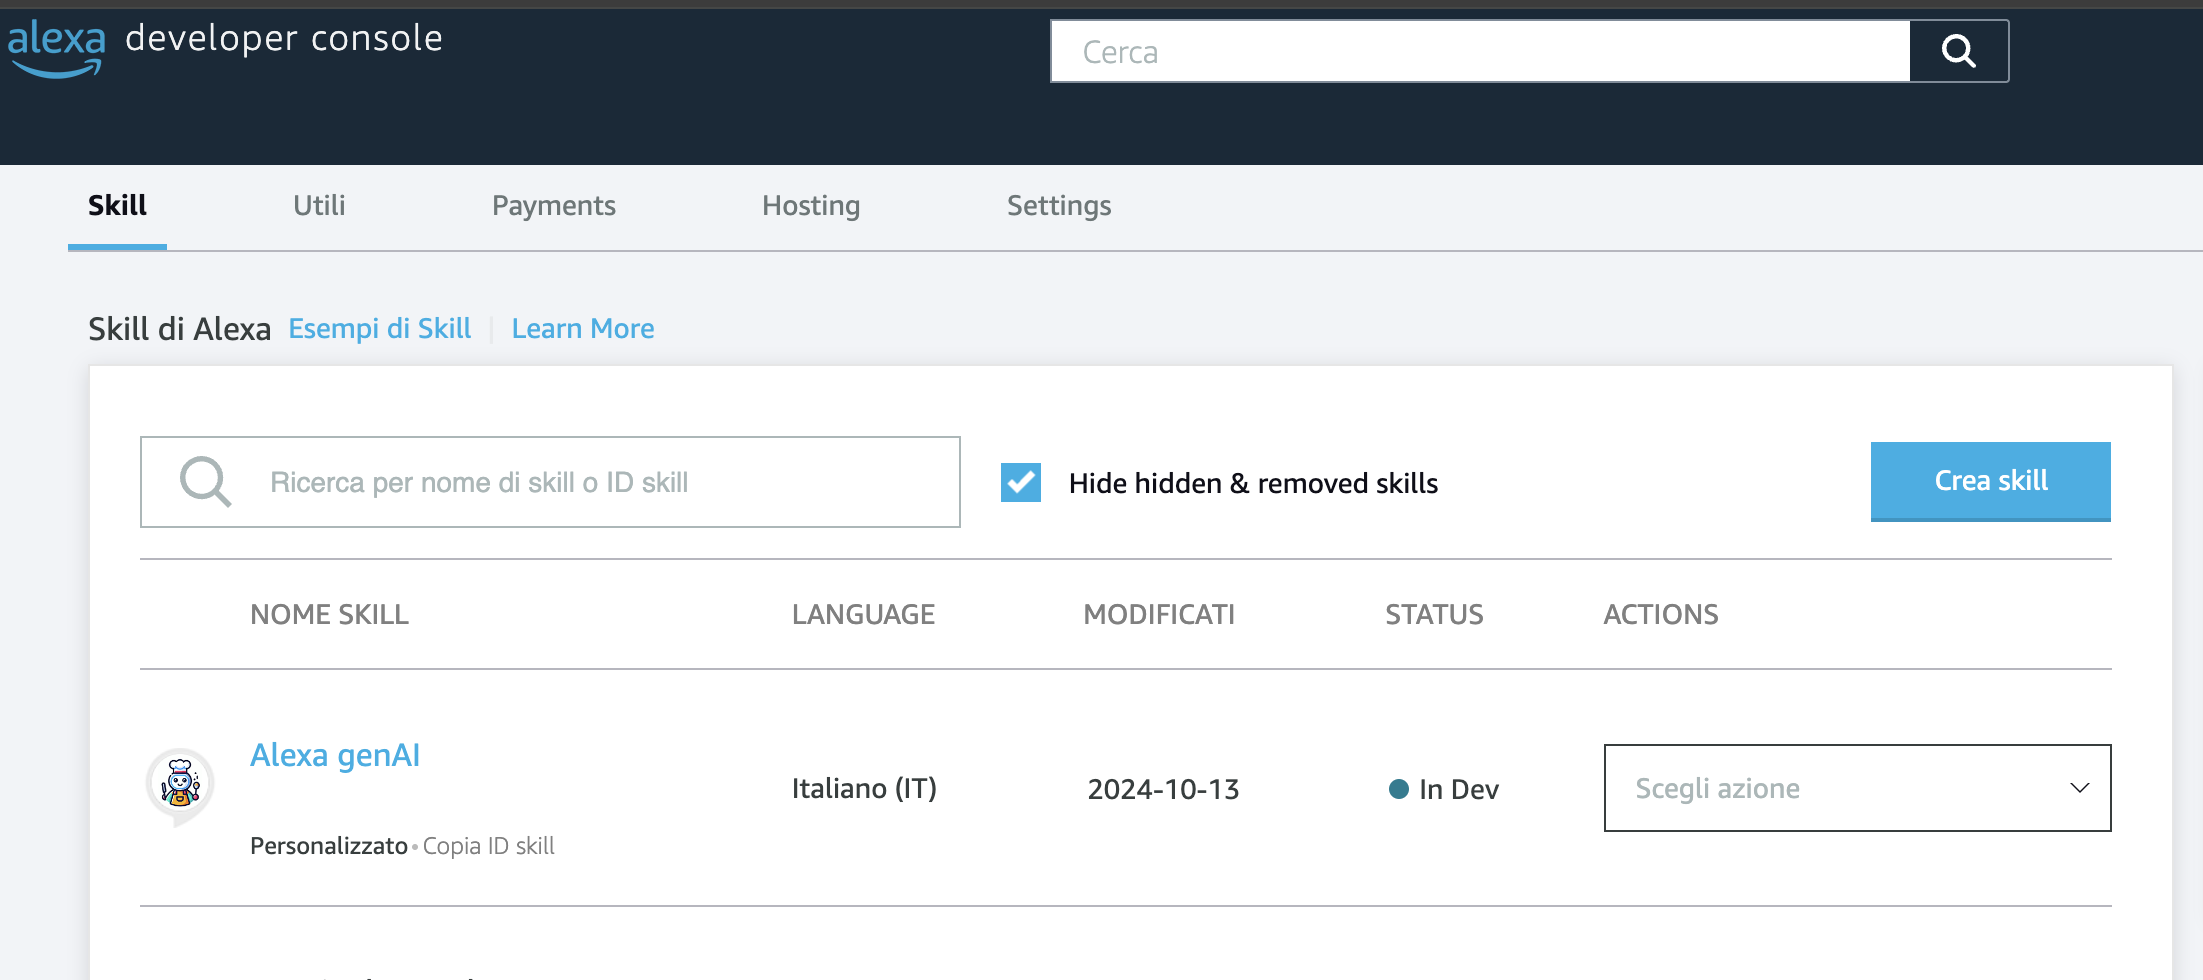 alexa developer console
Cerca
Skill Utili Payments Hosting Settings
Skill di Alexa Esempi di Skill | Learn More
Ricerca per nome di skill o ID skill
Hide hidden & removed skills
Crea skill
NOME SKILL LANGUAGE MODIFICATI STATUS ACTIONS
Alexa genAI
Italiano (IT) 2024-10-13 In Dev Scegli azione
Personalizzato • Copia ID skill